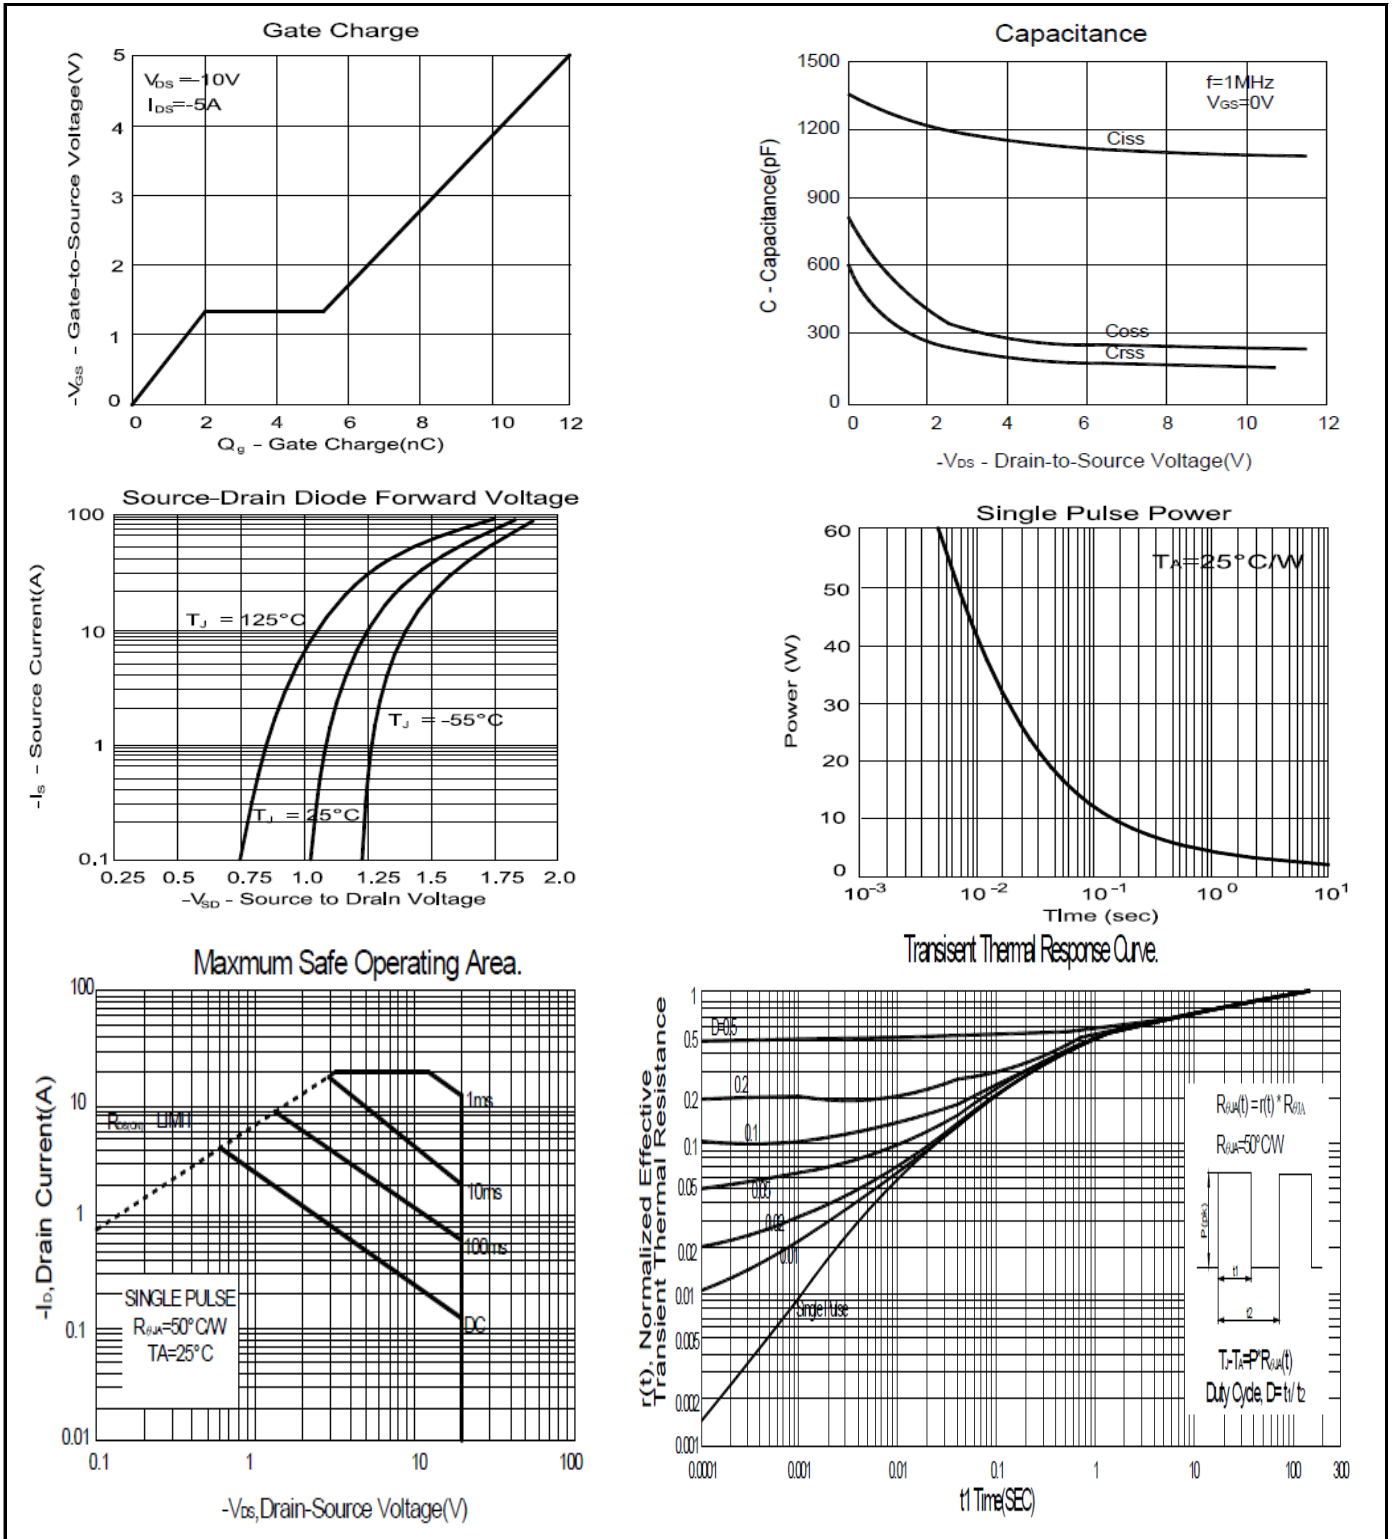 Gate Charge
-VGS - Gate-to-Source Voltage(V)
5
4
3
2
1
0
VDS =-10V
IDS=-5A
0 2 4 6 8 10 12
Qg - Gate Charge(nC)
Capacitance
C - Capacitance(pF)
1500
1200
900
600
300
0
f=1MHz
VGS=0V
Ciss
Coss
Crss
0 2 4 6 8 10 12
-VDS - Drain-to-Source Voltage(V)
Source-Drain Diode Forward Voltage
-IS - Source Current(A)
100
10
1
0.1
TJ = 125°C
TJ = -55°C
TJ = 25°C
0.25 0.5 0.75 1.0 1.25 1.5 1.75 2.0
-VSD - Source to Drain Voltage
Single Pulse Power
Power (W)
60
50
40
30
20
10
0
TA=25°C/W
10-3 10-2 10-1 100 101
TIme (sec)
Maxmum Safe Operating Area.
-ID,Drain Current(A)
100
10
1
0.1
0.01
RDS(ON) LIMIT
1ms
10ms
100ms
DC
SINGLE PULSE
RθJA=50°C/W
TA=25°C
0.1 1 10 100
-VDS,Drain-Source Voltage(V)
Transisent Thermal Response Curve.
r(t), Normalized Effective
Transient Thermal Resistance
1
0.5
0.2
0.1
0.05
0.02
0.01
0.005
0.002
0.001
D=0.5
0.2
0.1
0.05
0.02
0.01
Single Pulse
RθJA(t) = r(t) * RθJA
RθJA=50°C/W
P(pk)
t1
t2
TJ-TA=P*RθJA(t)
Duty Cycle, D= t1/ t2
0.0001 0.001 0.01 0.1 1 10 100 300
t1 Time(SEC)